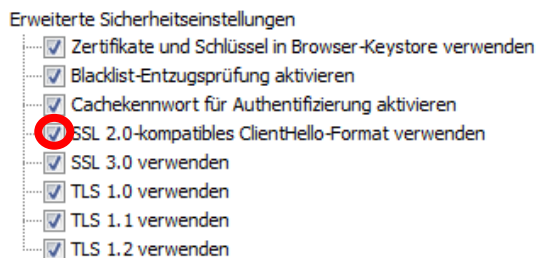 Erweiterte Sicherheitseinstellungen
Zertifikate und Schlüssel in Browser-Keystore verwenden
Blacklist-Entzugsprüfung aktivieren
Cachekennwort für Authentifizierung aktivieren
SSL 2.0-kompatibles ClientHello-Format verwenden
SSL 3.0 verwenden
TLS 1.0 verwenden
TLS 1.1 verwenden
TLS 1.2 verwenden